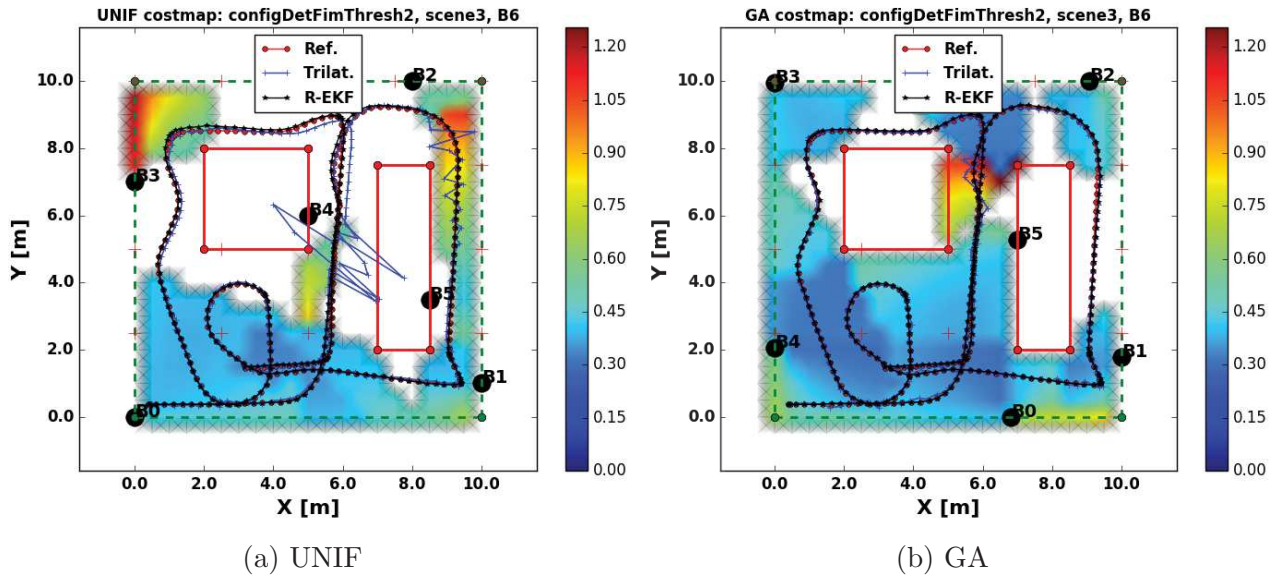 UNIF costmap: configDetFimThresh2, scene3, B6
Ref.
Trilat.
R-EKF
B2
B3
B4
B5
B1
B0
10.0
8.0
6.0
4.0
2.0
0.0
Y [m]
0.0 2.0 4.0 6.0 8.0 10.0
X [m]
1.20
1.05
0.90
0.75
0.60
0.45
0.30
0.15
0.00
(a) UNIF
GA costmap: configDetFimThresh2, scene3, B6
Ref.
Trilat.
R-EKF
B3
B2
B5
B4
B1
B0
10.0
8.0
6.0
4.0
2.0
0.0
Y [m]
0.0 2.0 4.0 6.0 8.0 10.0
X [m]
1.20
1.05
0.90
0.75
0.60
0.45
0.30
0.15
0.00
(b) GA